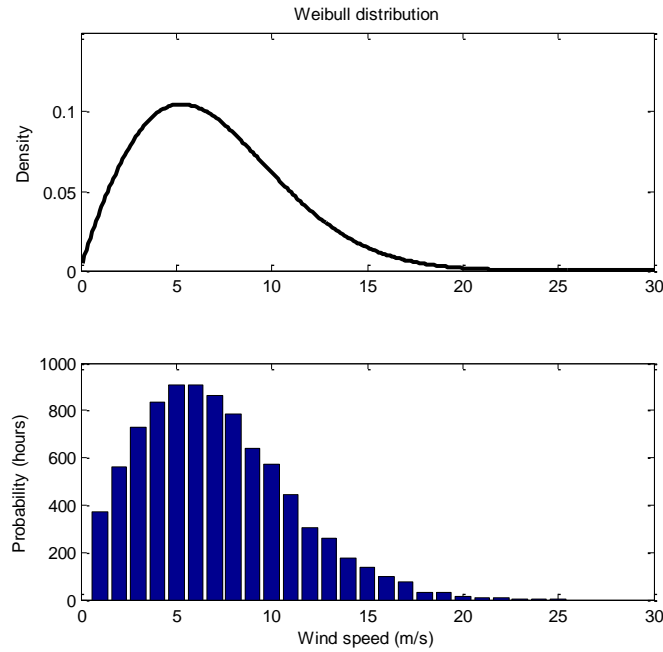 Weibull distribution
Density
0.1
0.05
0
0 5 10 15 20 25 30
Probability (hours)
1000
800
600
400
200
0
0 5 10 15 20 25 30
Wind speed (m/s)